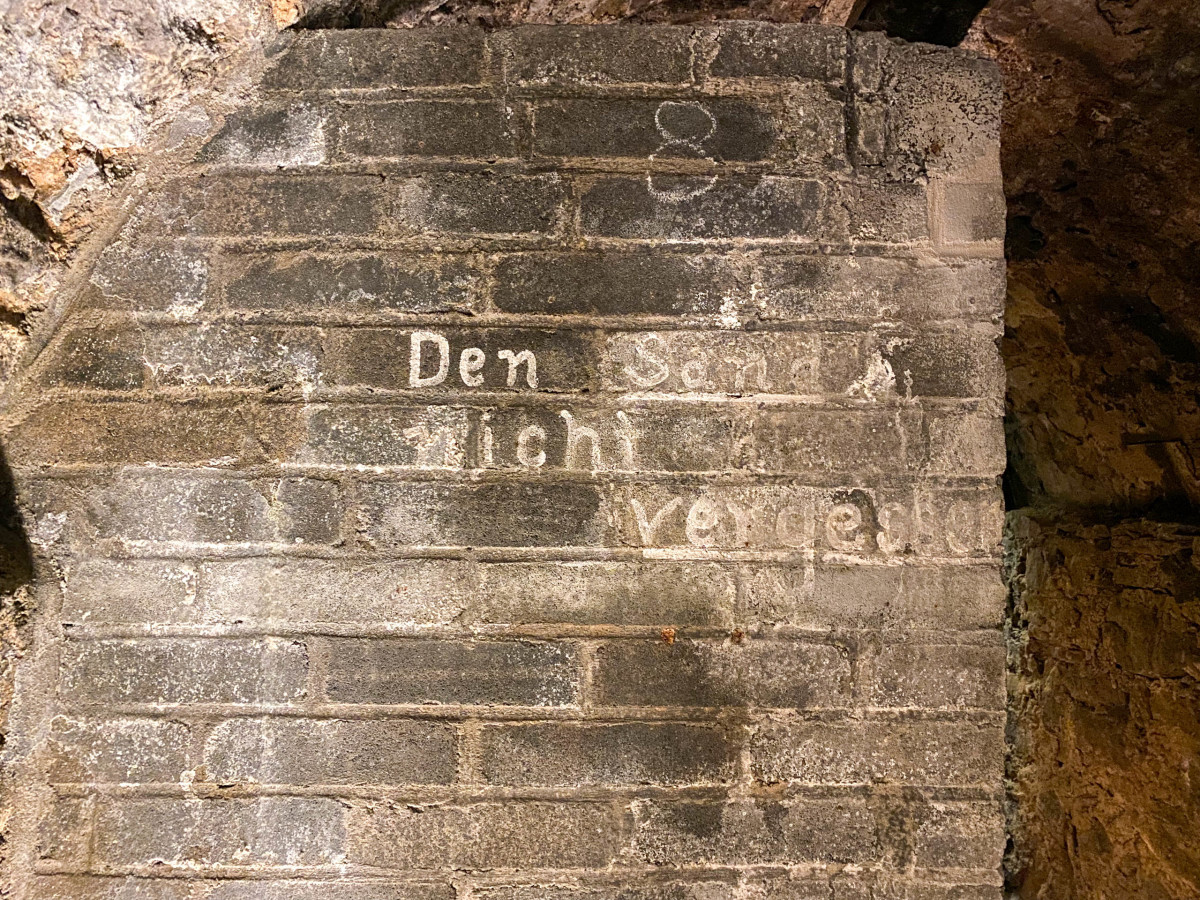 8
Den Sand
nicht
vergessen